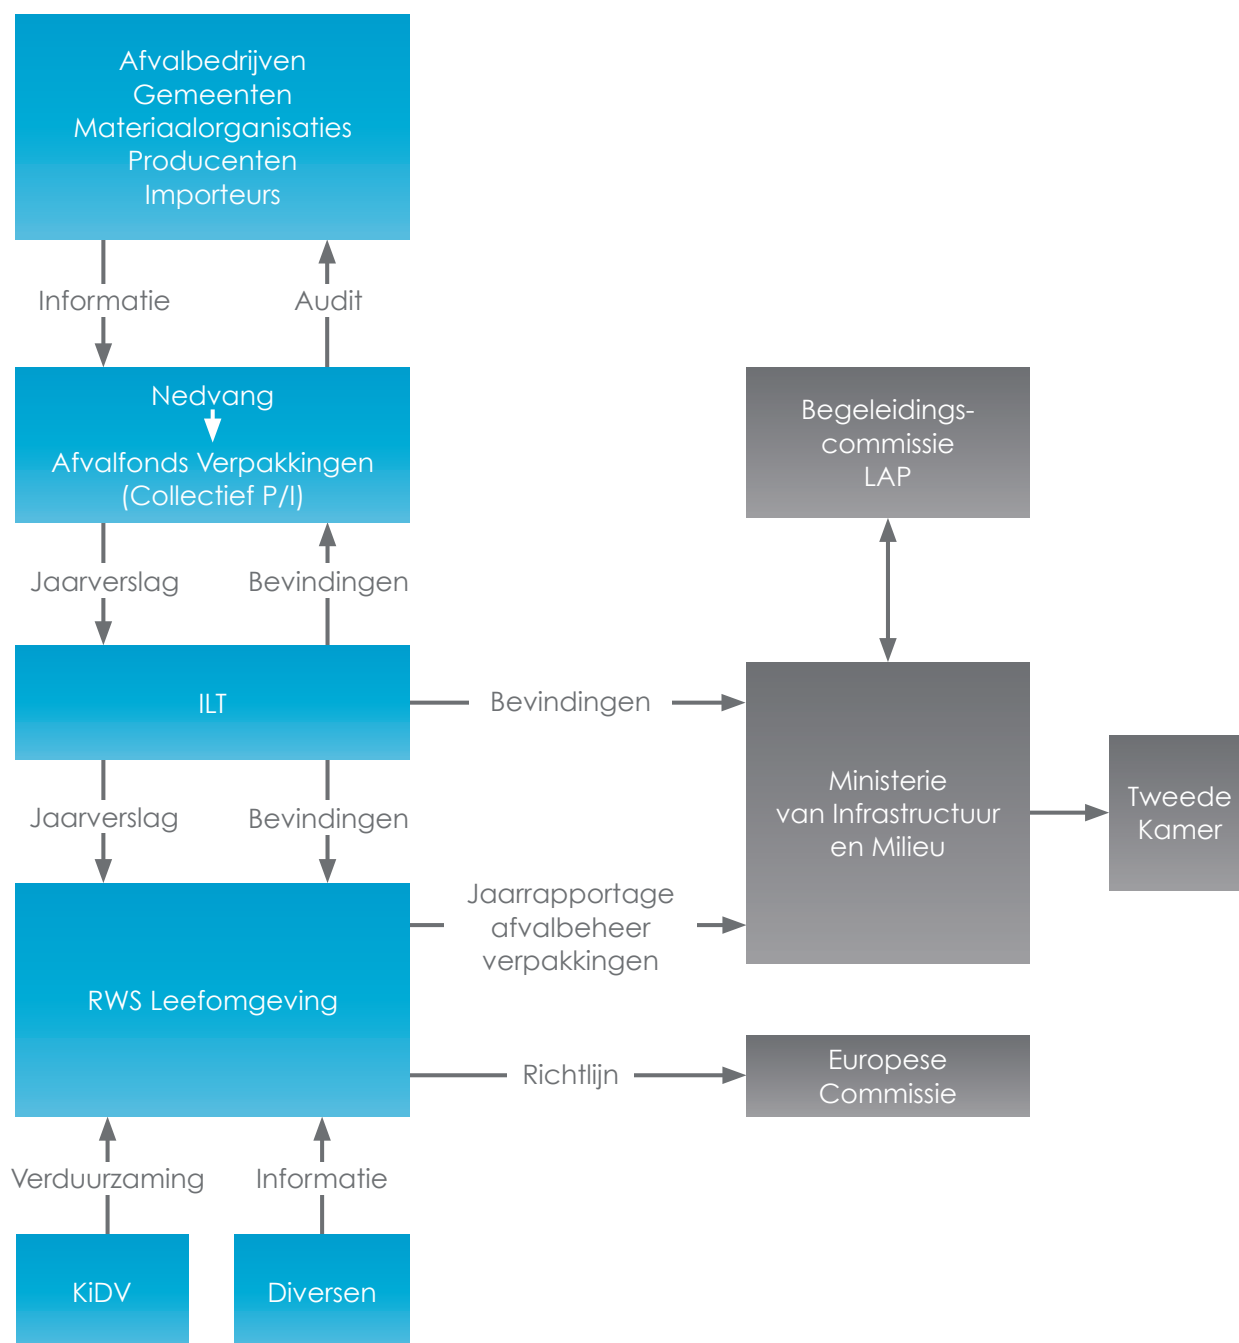 Afvalbedrijven
Gemeenten
Materiaalorganisaties
Producenten
Importeurs
Informatie
Audit
Nedvang
Afvalfonds Verpakkingen
(Collectief P/I)
Begeleidings-
commissie
LAP
Jaarverslag
Bevindingen
ILT
Bevindingen
Ministerie
van Infrastructuur
en Milieu
Tweede
Kamer
Jaarverslag
Bevindingen
Jaarrapportage
afvalbeheer
verpakkingen
RWS Leefomgeving
Richtlijn
Europese
Commissie
Verduurzaming
Informatie
KiDV
Diversen